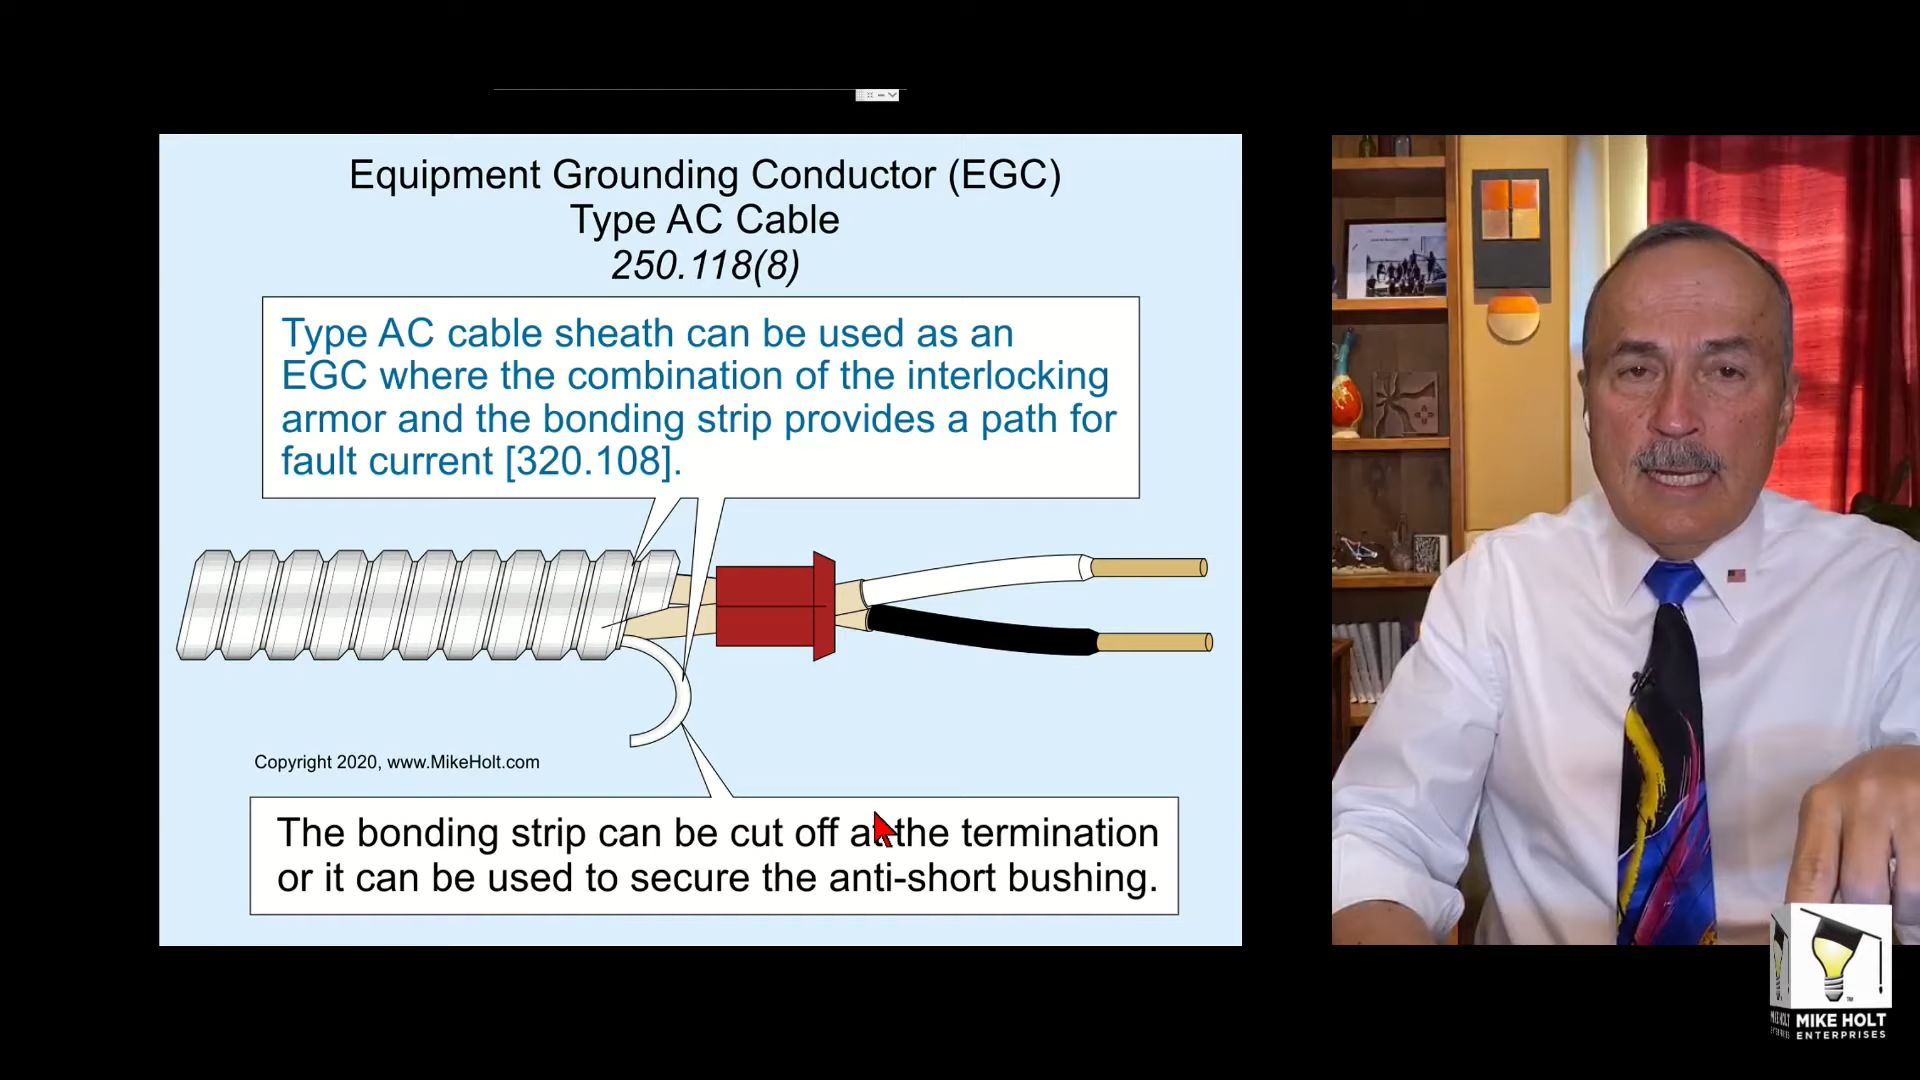 Equipment Grounding Conductor (EGC)
Type AC Cable
250.118(8)
Type AC cable sheath can be used as an
EGC where the combination of the interlocking
armor and the bonding strip provides a path for
fault current [320.108].
Copyright 2020, www.MikeHolt.com
The bonding strip can be cut off at the termination
or it can be used to secure the anti-short bushing.
MIKE HOLT
ENTERPRISES